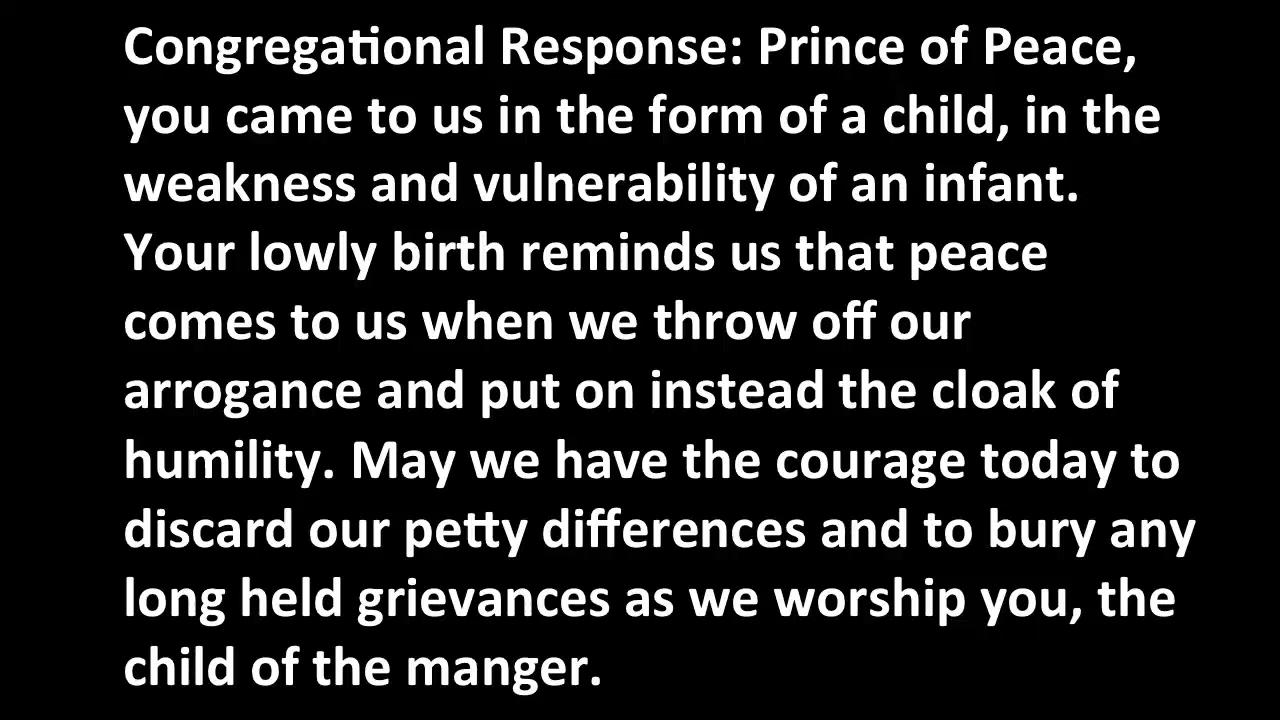 Congregational Response: Prince of Peace,
you came to us in the form of a child, in the
weakness and vulnerability of an infant.
Your lowly birth reminds us that peace
comes to us when we throw off our
arrogance and put on instead the cloak of
humility. May we have the courage today to
discard our petty differences and to bury any
long held grievances as we worship you, the
child of the manger.